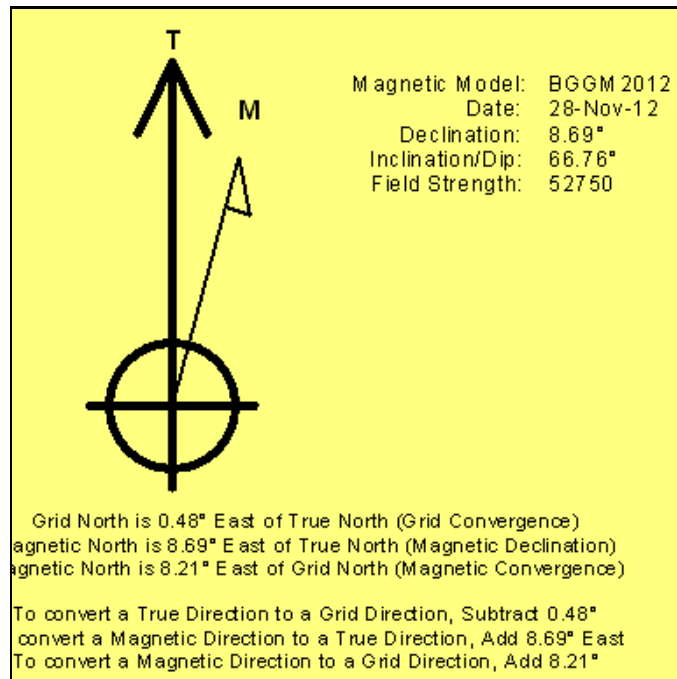 T
M
Magnetic Model: BGGM 2012
Date: 28-Nov-12
Declination: 8.69°
Inclination/Dip: 66.76°
Field Strength: 52750
Grid North is 0.48° East of True North (Grid Convergence)
agnetic North is 8.69° East of True North (Magnetic Declination)
agnetic North is 8.21° East of Grid North (Magnetic Convergence)
To convert a True Direction to a Grid Direction, Subtract 0.48°
convert a Magnetic Direction to a True Direction, Add 8.69° East
To convert a Magnetic Direction to a Grid Direction, Add 8.21°